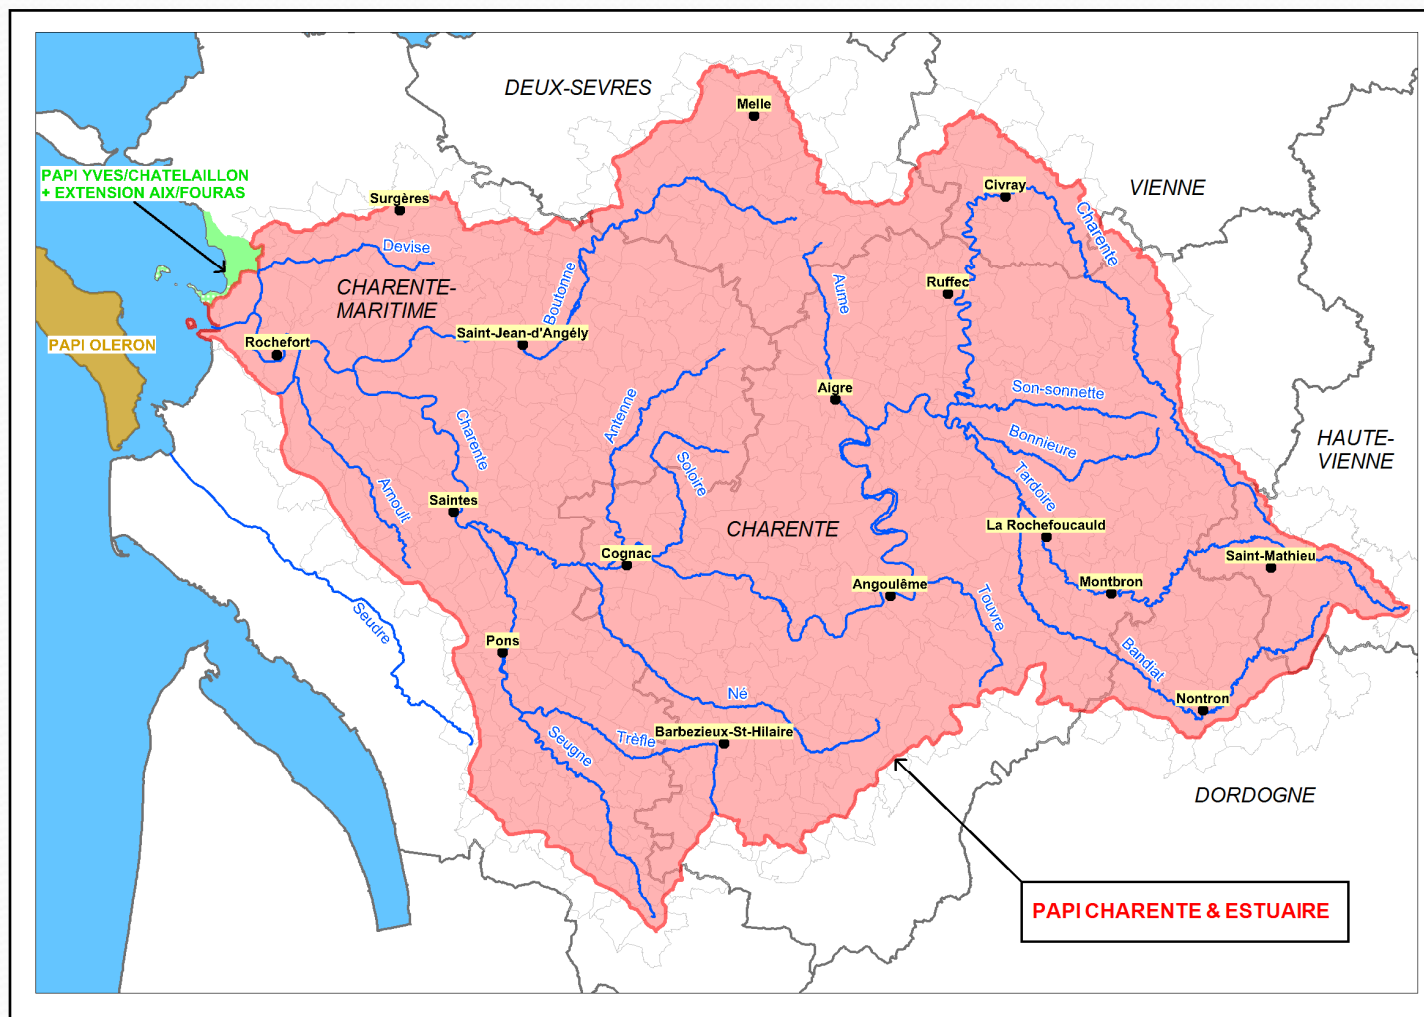 DEUX-SEVRES
Melle
PAPI YVES/CHATELAILLON
+ EXTENSION AIX/FOURAS
Civray
VIENNE
Surgères
Charente
Devise
CHARENTE-
MARITIME
Boutonne
Aume
Ruffec
PAPI OLERON
Rochefort
Saint-Jean-d'Angély
Aigre
Son-sonnette
Antenne
Charente
Bonnieure
HAUTE-
VIENNE
Soloire
Tardoire
Arnoult
Saintes
CHARENTE
La Rochefoucauld
Cognac
Saint-Mathieu
Angoulême
Montbron
Touvre
Seudre
Pons
Bandiat
Né
Nontron
Barbezieux-St-Hilaire
Trèfle
Seugne
DORDOGNE
PAPI CHARENTE & ESTUAIRE